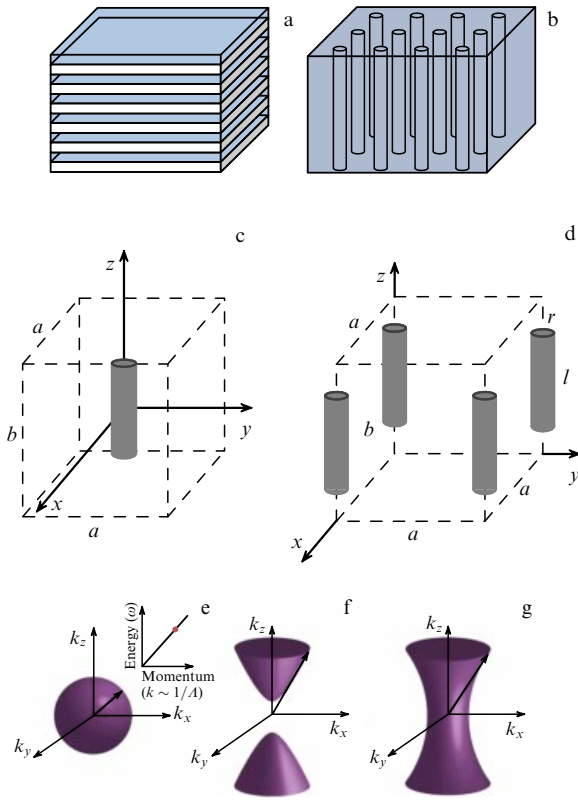 a
b
c
d
z
a
b
y
x
a
z
a
r
l
b
a
y
a
x
e
f
g
Energy (ω)
Momentum
(k ~ 1/Λ)
k_z
k_x
k_y
k_z
k_x
k_y
k_z
k_x
k_y